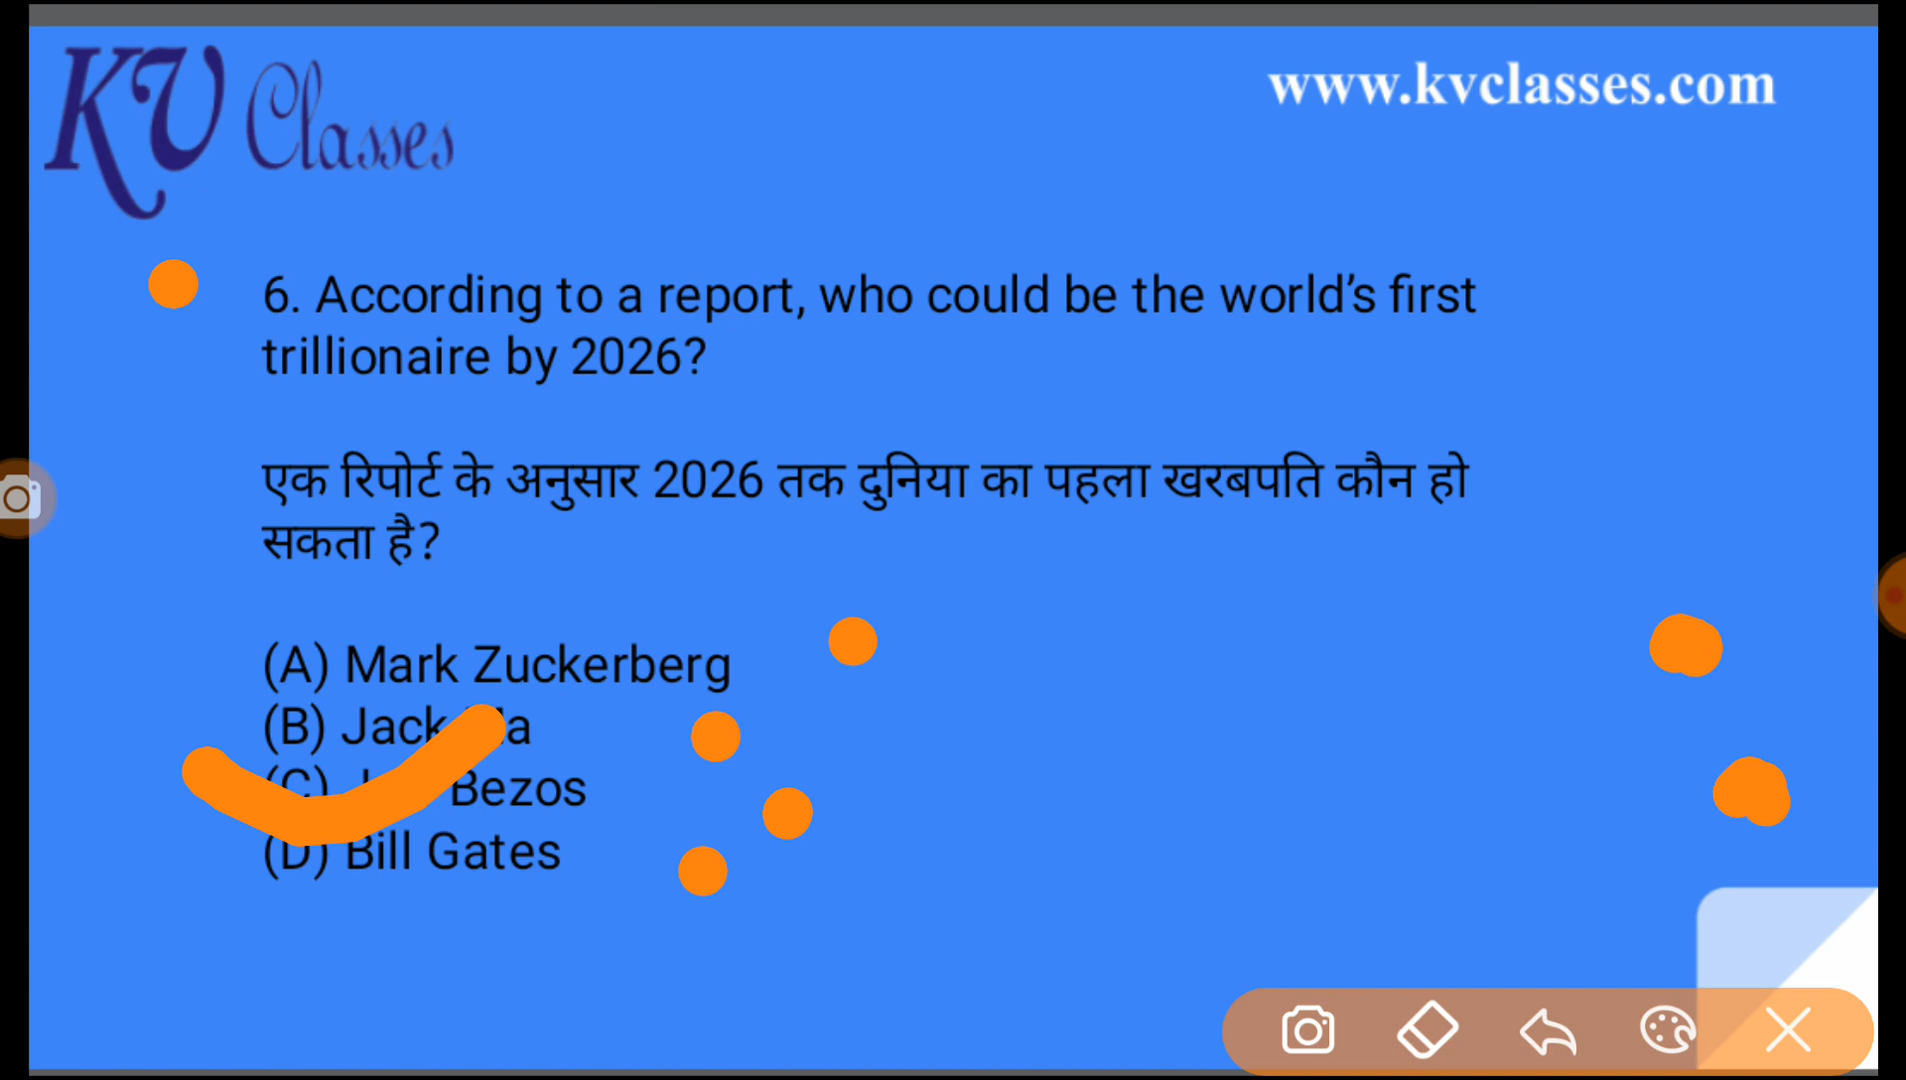 KV Classes
www.kvclasses.com
6. According to a report, who could be the world’s first
trillionaire by 2026?
एक रिपोर्ट के अनुसार 2026 तक दुनिया का पहला खरबपति कौन हो
सकता है?
(A) Mark Zuckerberg
(B) Jack
(C) Bezos
(D) Bill Gates